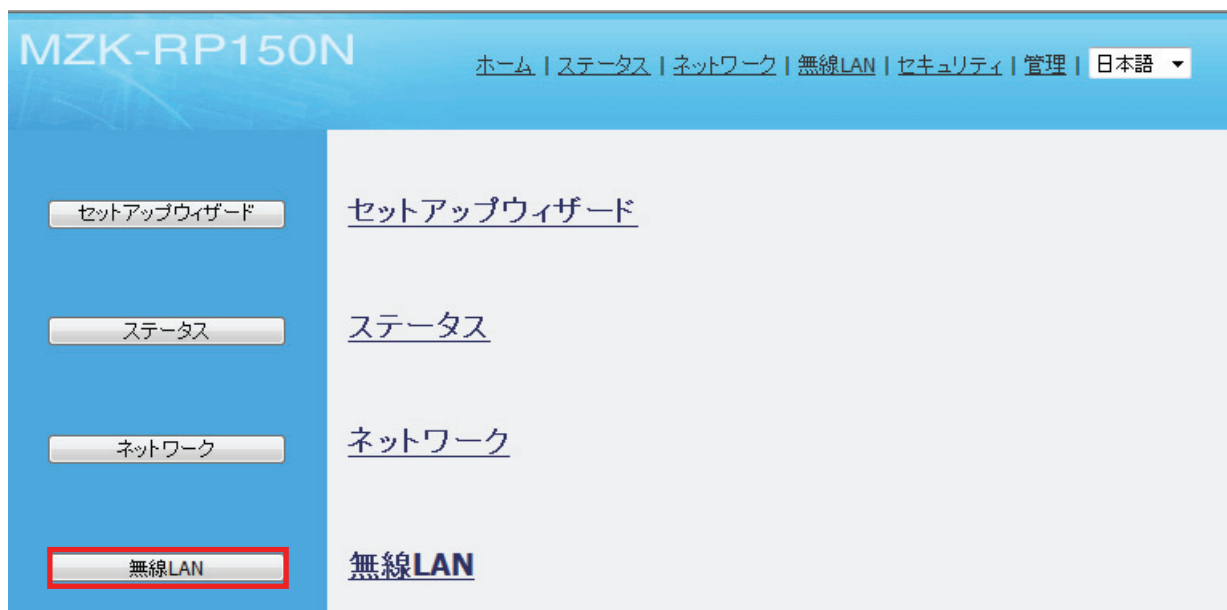 MZK-RP150N
ホーム | ステータス | ネットワーク | 無線LAN | セキュリティ | 管理 | 日本語
セットアップウィザード
セットアップウィザード
ステータス
ステータス
ネットワーク
ネットワーク
無線LAN
無線LAN